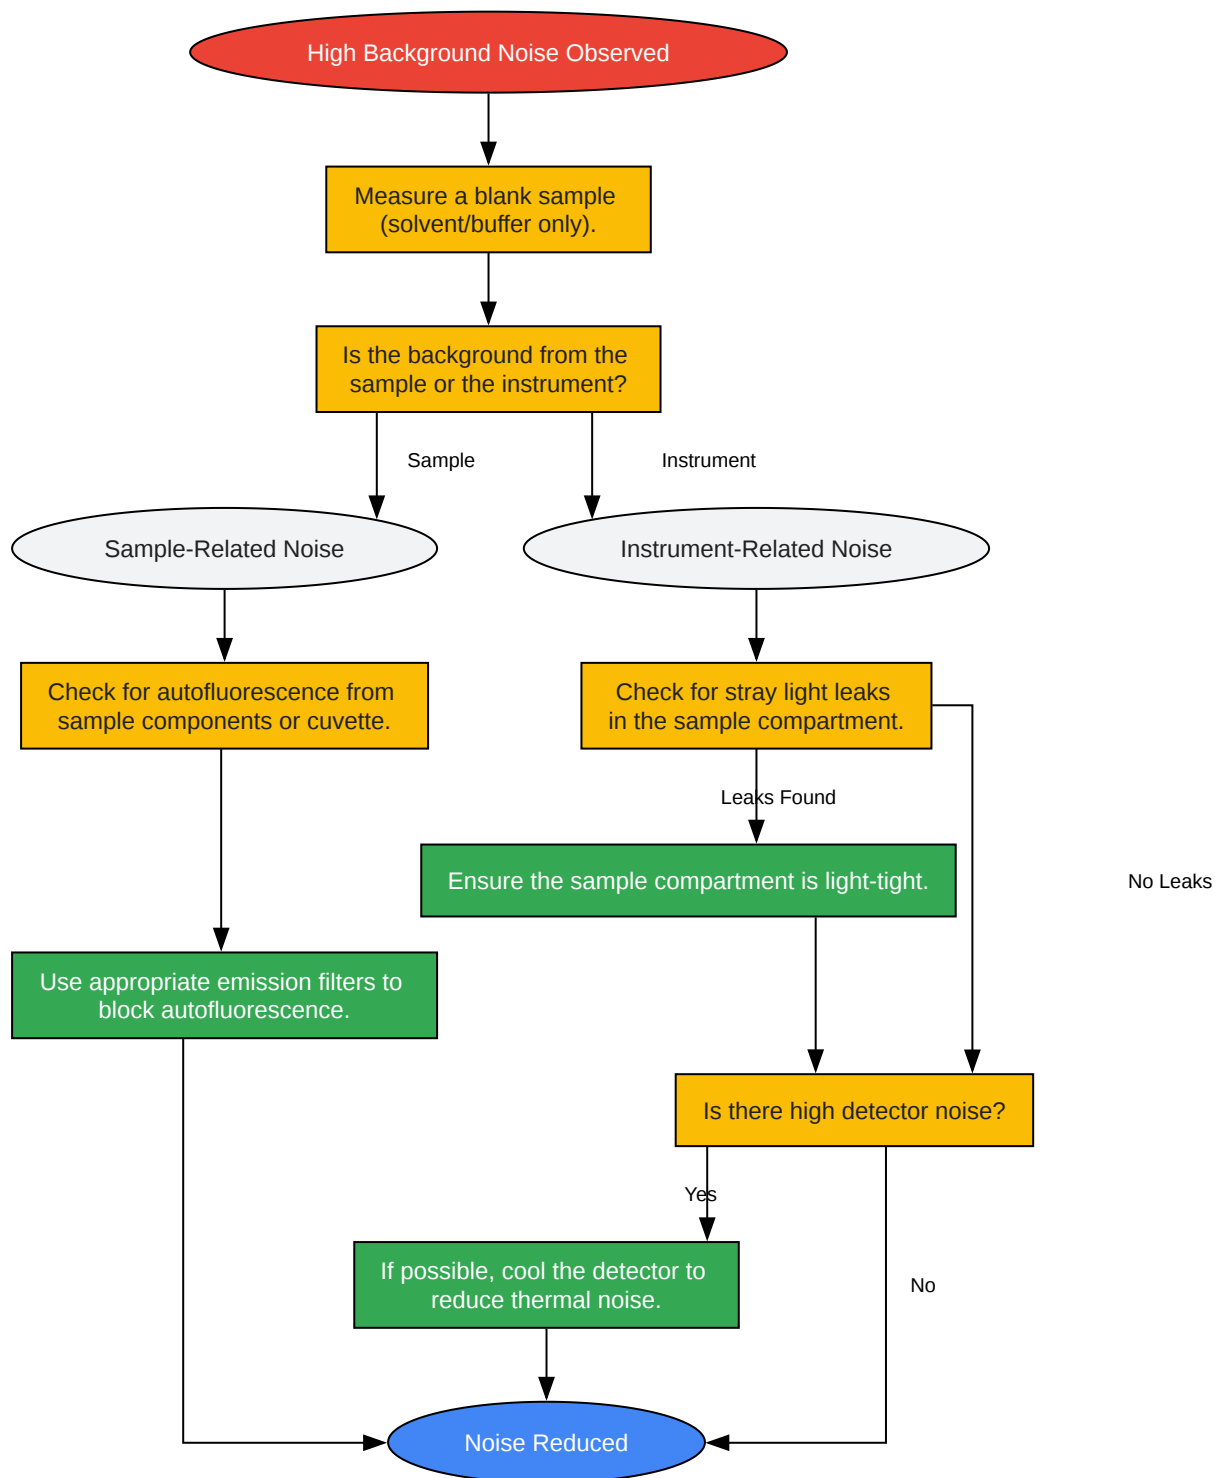 High Background Noise Observed
Measure a blank sample
(solvent/buffer only).
Is the background from the
sample or the instrument?
Sample
Instrument
Sample-Related Noise
Instrument-Related Noise
Check for autofluorescence from
sample components or cuvette.
Check for stray light leaks
in the sample compartment.
Leaks Found
Ensure the sample compartment is light-tight.
No Leaks
Use appropriate emission filters to
block autofluorescence.
Is there high detector noise?
Yes
If possible, cool the detector to
reduce thermal noise.
No
Noise Reduced